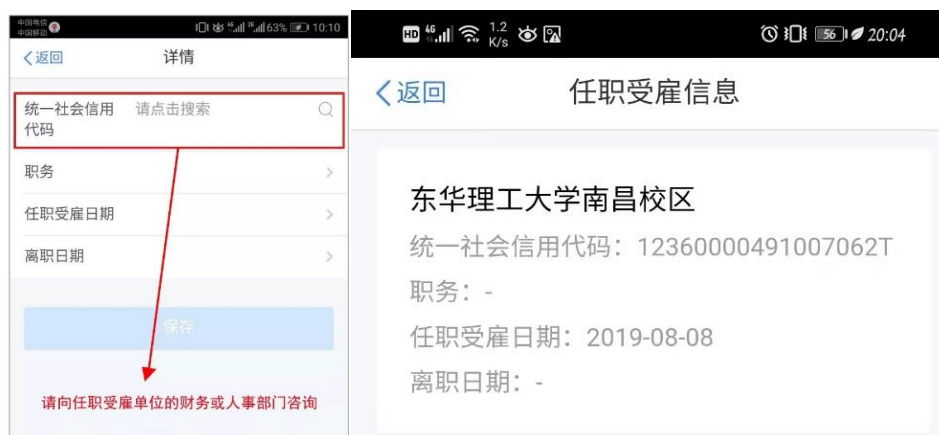 中国电信
中国移动
46
26
63%
10:10
返回
详情
统一社会信用
代码
请点击搜索
职务
任职受雇日期
离职日期
保存
请向任职受雇单位的财务或人事部门咨询
HD
46
1.2
K/s
56
20:04
返回
任职受雇信息
东华理工大学南昌校区
统一社会信用代码：12360000491007062T
职务：-
任职受雇日期：2019-08-08
离职日期：-